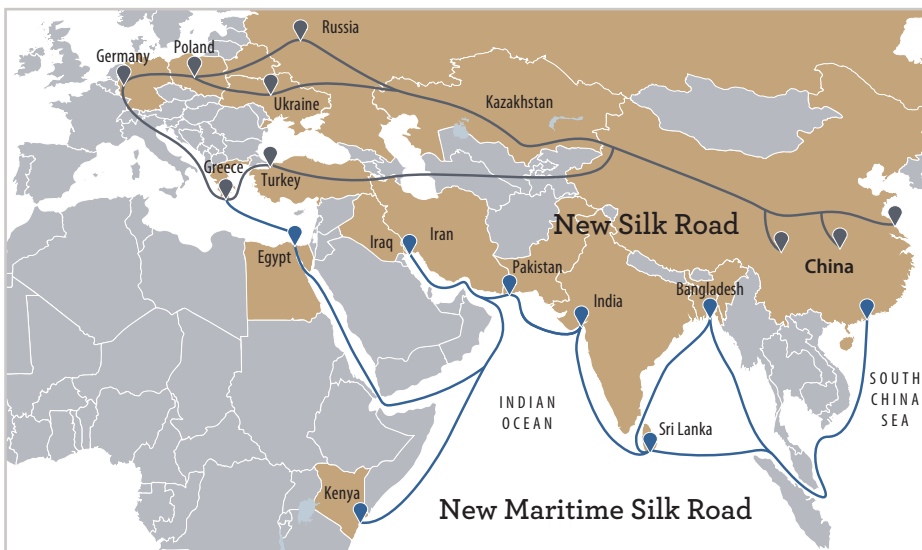 Russia
Poland
Germany
Ukraine
Kazakhstan
Greece
Turkey
New Silk Road
Iraq
Iran
Egypt
China
Pakistan
India
Bangladesh
INDIAN
OCEAN
SOUTH
CHINA
SEA
Sri Lanka
Kenya
New Maritime Silk Road